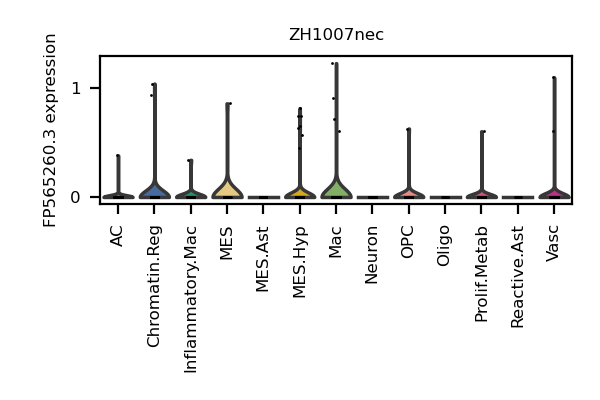 ZH1007nec
FP565260.3 expression
1
0
AC
Chromatin.Reg
Inflammatory.Mac
MES
MES.Ast
MES.Hyp
Mac
Neuron
OPC
Oligo
Prolif.Metab
Reactive.Ast
Vasc